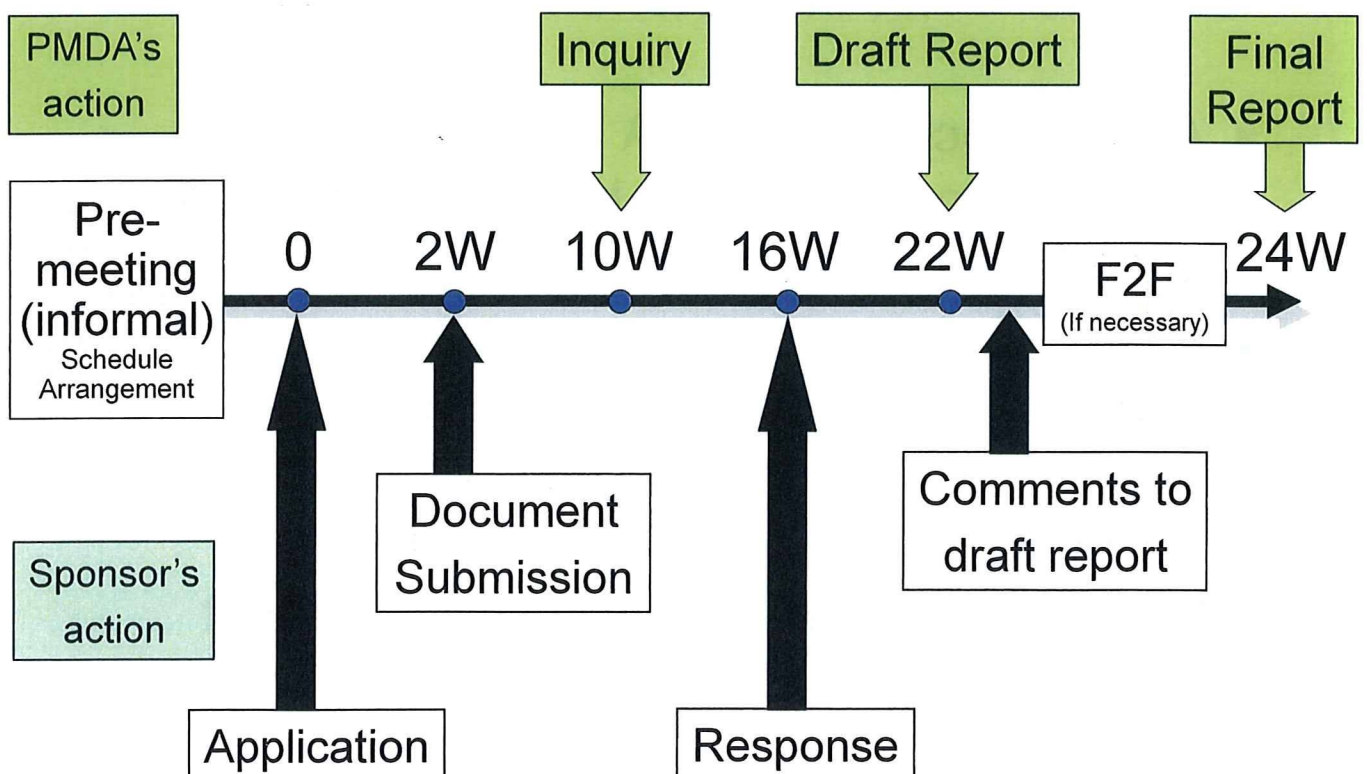 PMDA's
action
Inquiry
Draft Report
Final
Report
Pre-
meeting
(informal)
Schedule
Arrangement
0
2W
10W
16W
22W
F2F
(If necessary)
24W
Document
Submission
Comments to
draft report
Sponsor's
action
Application
Response